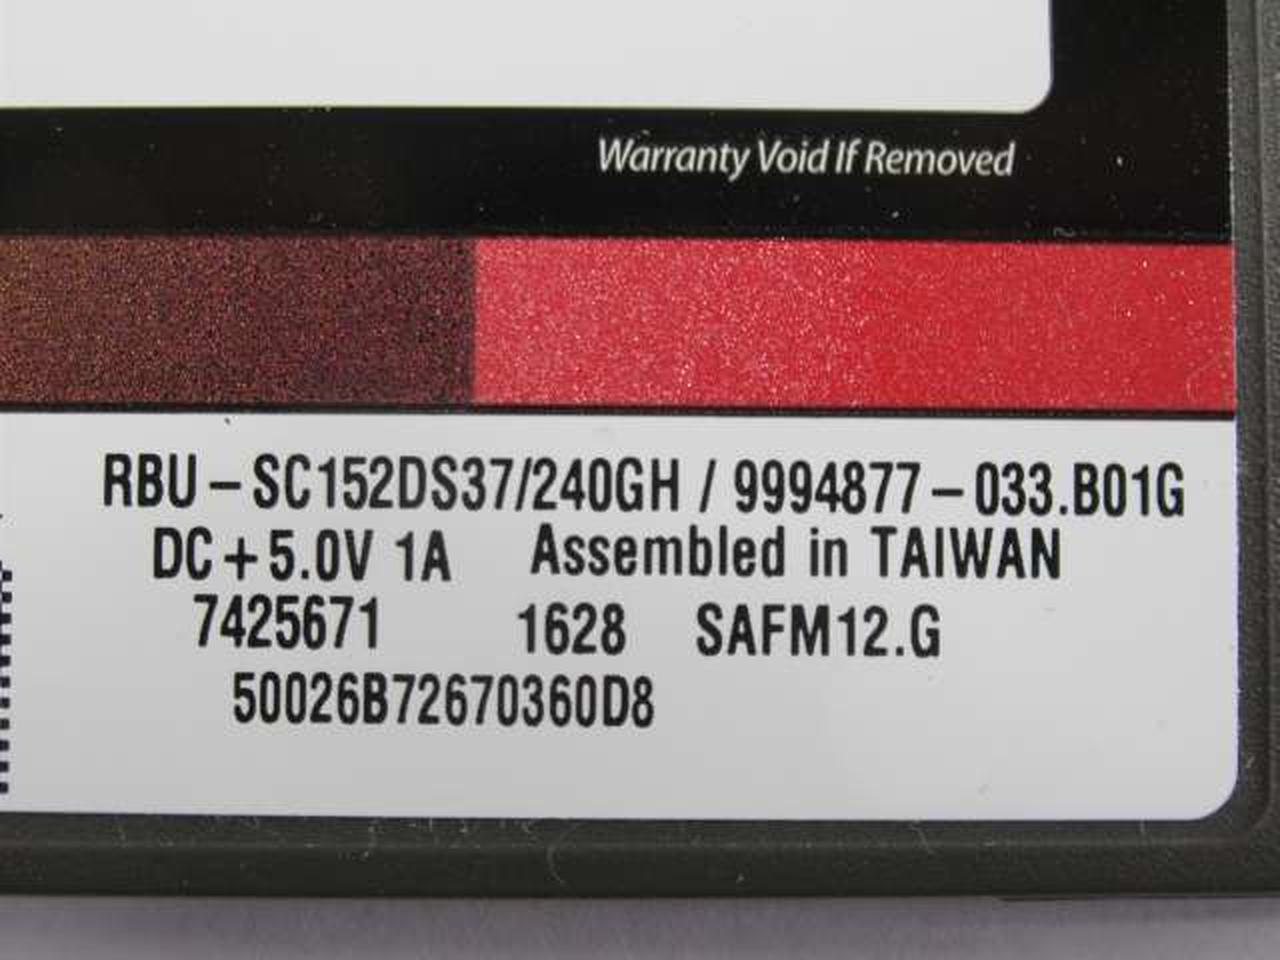 Warranty Void If Removed
RBU-SC152DS37/240GH / 9994877-033.B01G
DC+5.0V 1A Assembled in TAIWAN
7425671 1628 SAFM12.G
50026B72670360D8